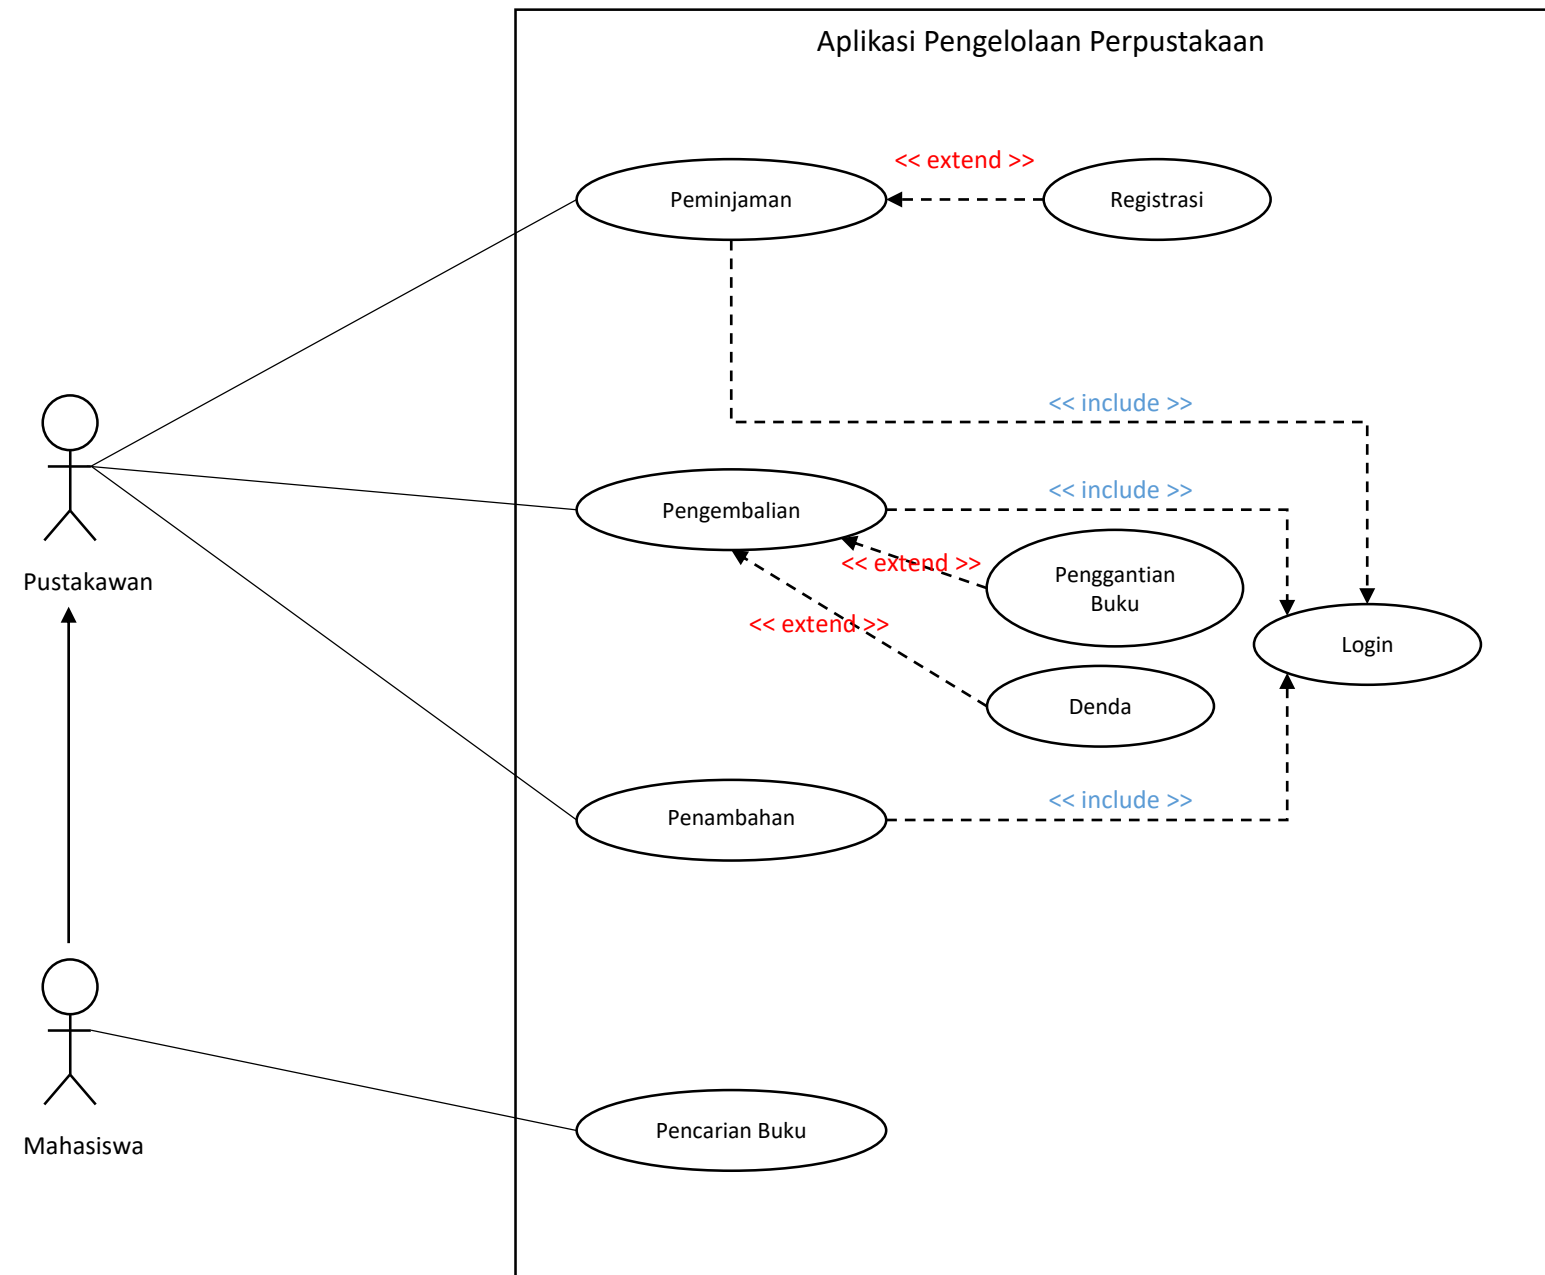 Aplikasi Pengelolaan Perpustakaan
<< extend >>
Peminjaman
Registrasi
<< include >>
<< include >>
Pengembalian
<< extend >>
Penggantian
Buku
Pustakawan
<< extend >>
Login
Denda
<< include >>
Penambahan
Pencarian Buku
Mahasiswa